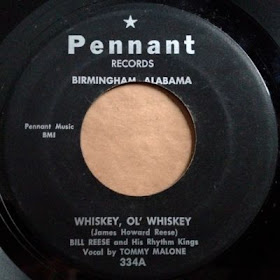 Pennant
RECORDS
BIRMINGHAM, ALABAMA
Pennant Music
BMI
WHISKEY, OL' WHISKEY
(James Howard Reese)
BILL REESE and His Rhythm Kings
Vocal by TOMMY MALONE
334A